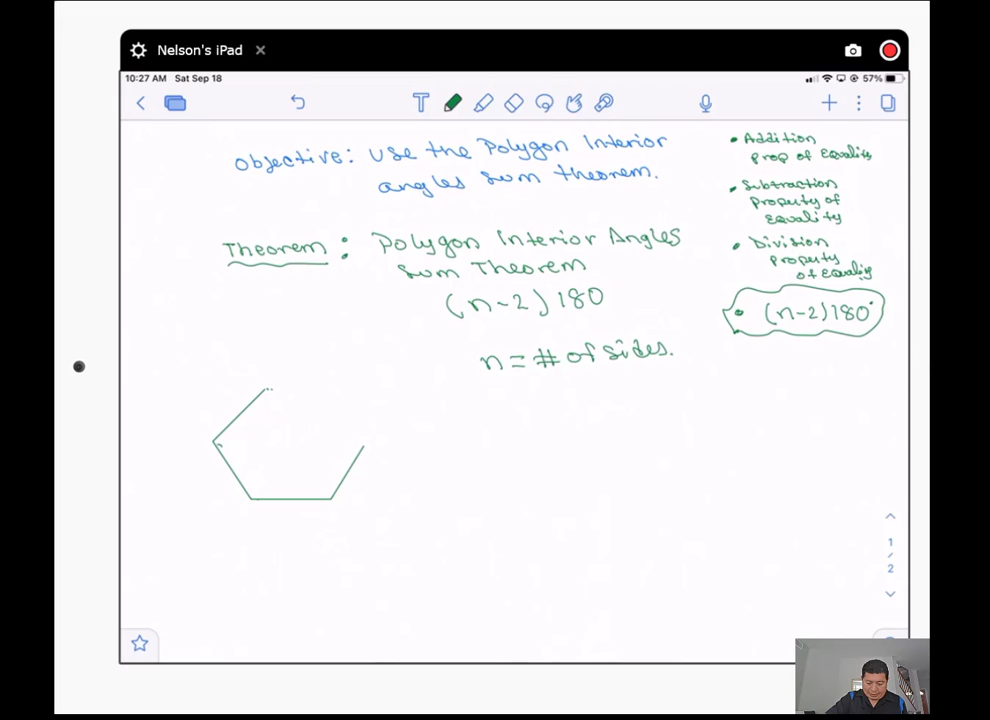 Nelson's iPad
10:27 AM Sat Sep 18
57%
T
Objective: Use the Polygon Interior
angles sum theorem.
Theorem: Polygon Interior Angles
Sum Theorem
(n-2)180
n = # of sides.
• Addition
prop of Equality
• Subtraction
property of
Equality
• Division
property
of Equality
• (n-2)180°
1
/
2